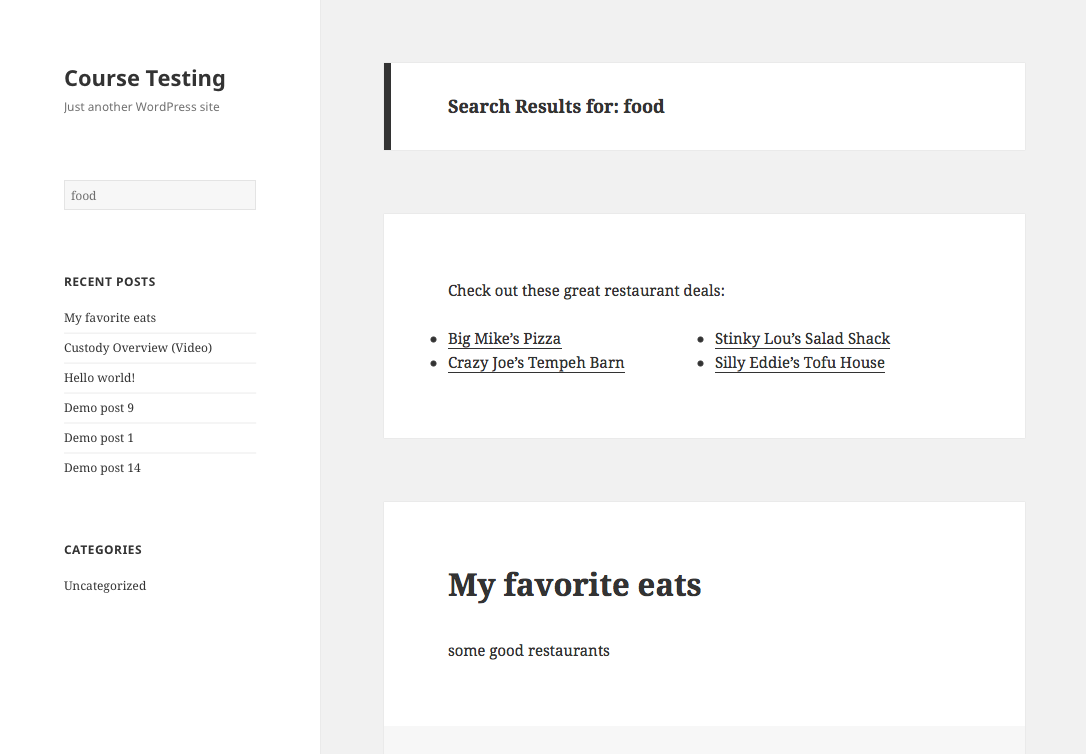 Course Testing
Just another WordPress site
food
RECENT POSTS
My favorite eats
Custody Overview (Video)
Hello world!
Demo post 9
Demo post 1
Demo post 14
CATEGORIES
Uncategorized
Search Results for: food
Check out these great restaurant deals:
Big Mike’s Pizza
Crazy Joe’s Tempeh Barn
Stinky Lou’s Salad Shack
Silly Eddie’s Tofu House
My favorite eats
some good restaurants